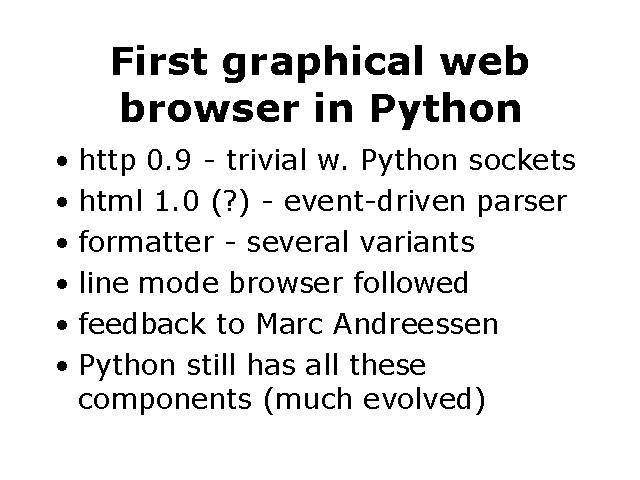 First graphical web
browser in Python
• http 0.9 - trivial w. Python sockets
• html 1.0 (?) - event-driven parser
• formatter - several variants
• line mode browser followed
• feedback to Marc Andreessen
• Python still has all these
components (much evolved)